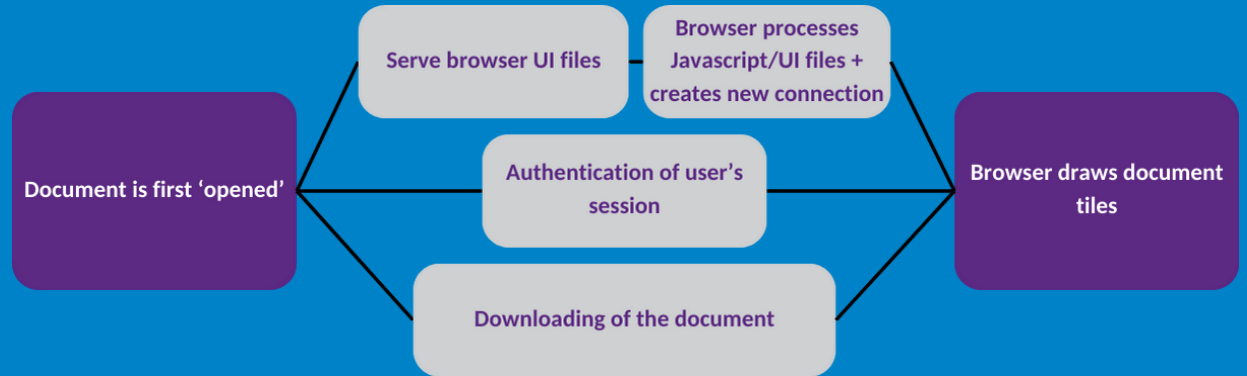 Document is first ‘opened’
Serve browser UI files
Browser processes
Javascript/UI files +
creates new connection
Authentication of user’s
session
Downloading of the document
Browser draws document
tiles